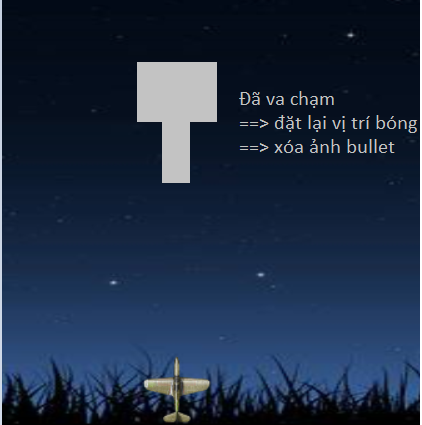 Đã va chạm
==> đặt lại vị trí bóng
==> xóa ảnh bullet